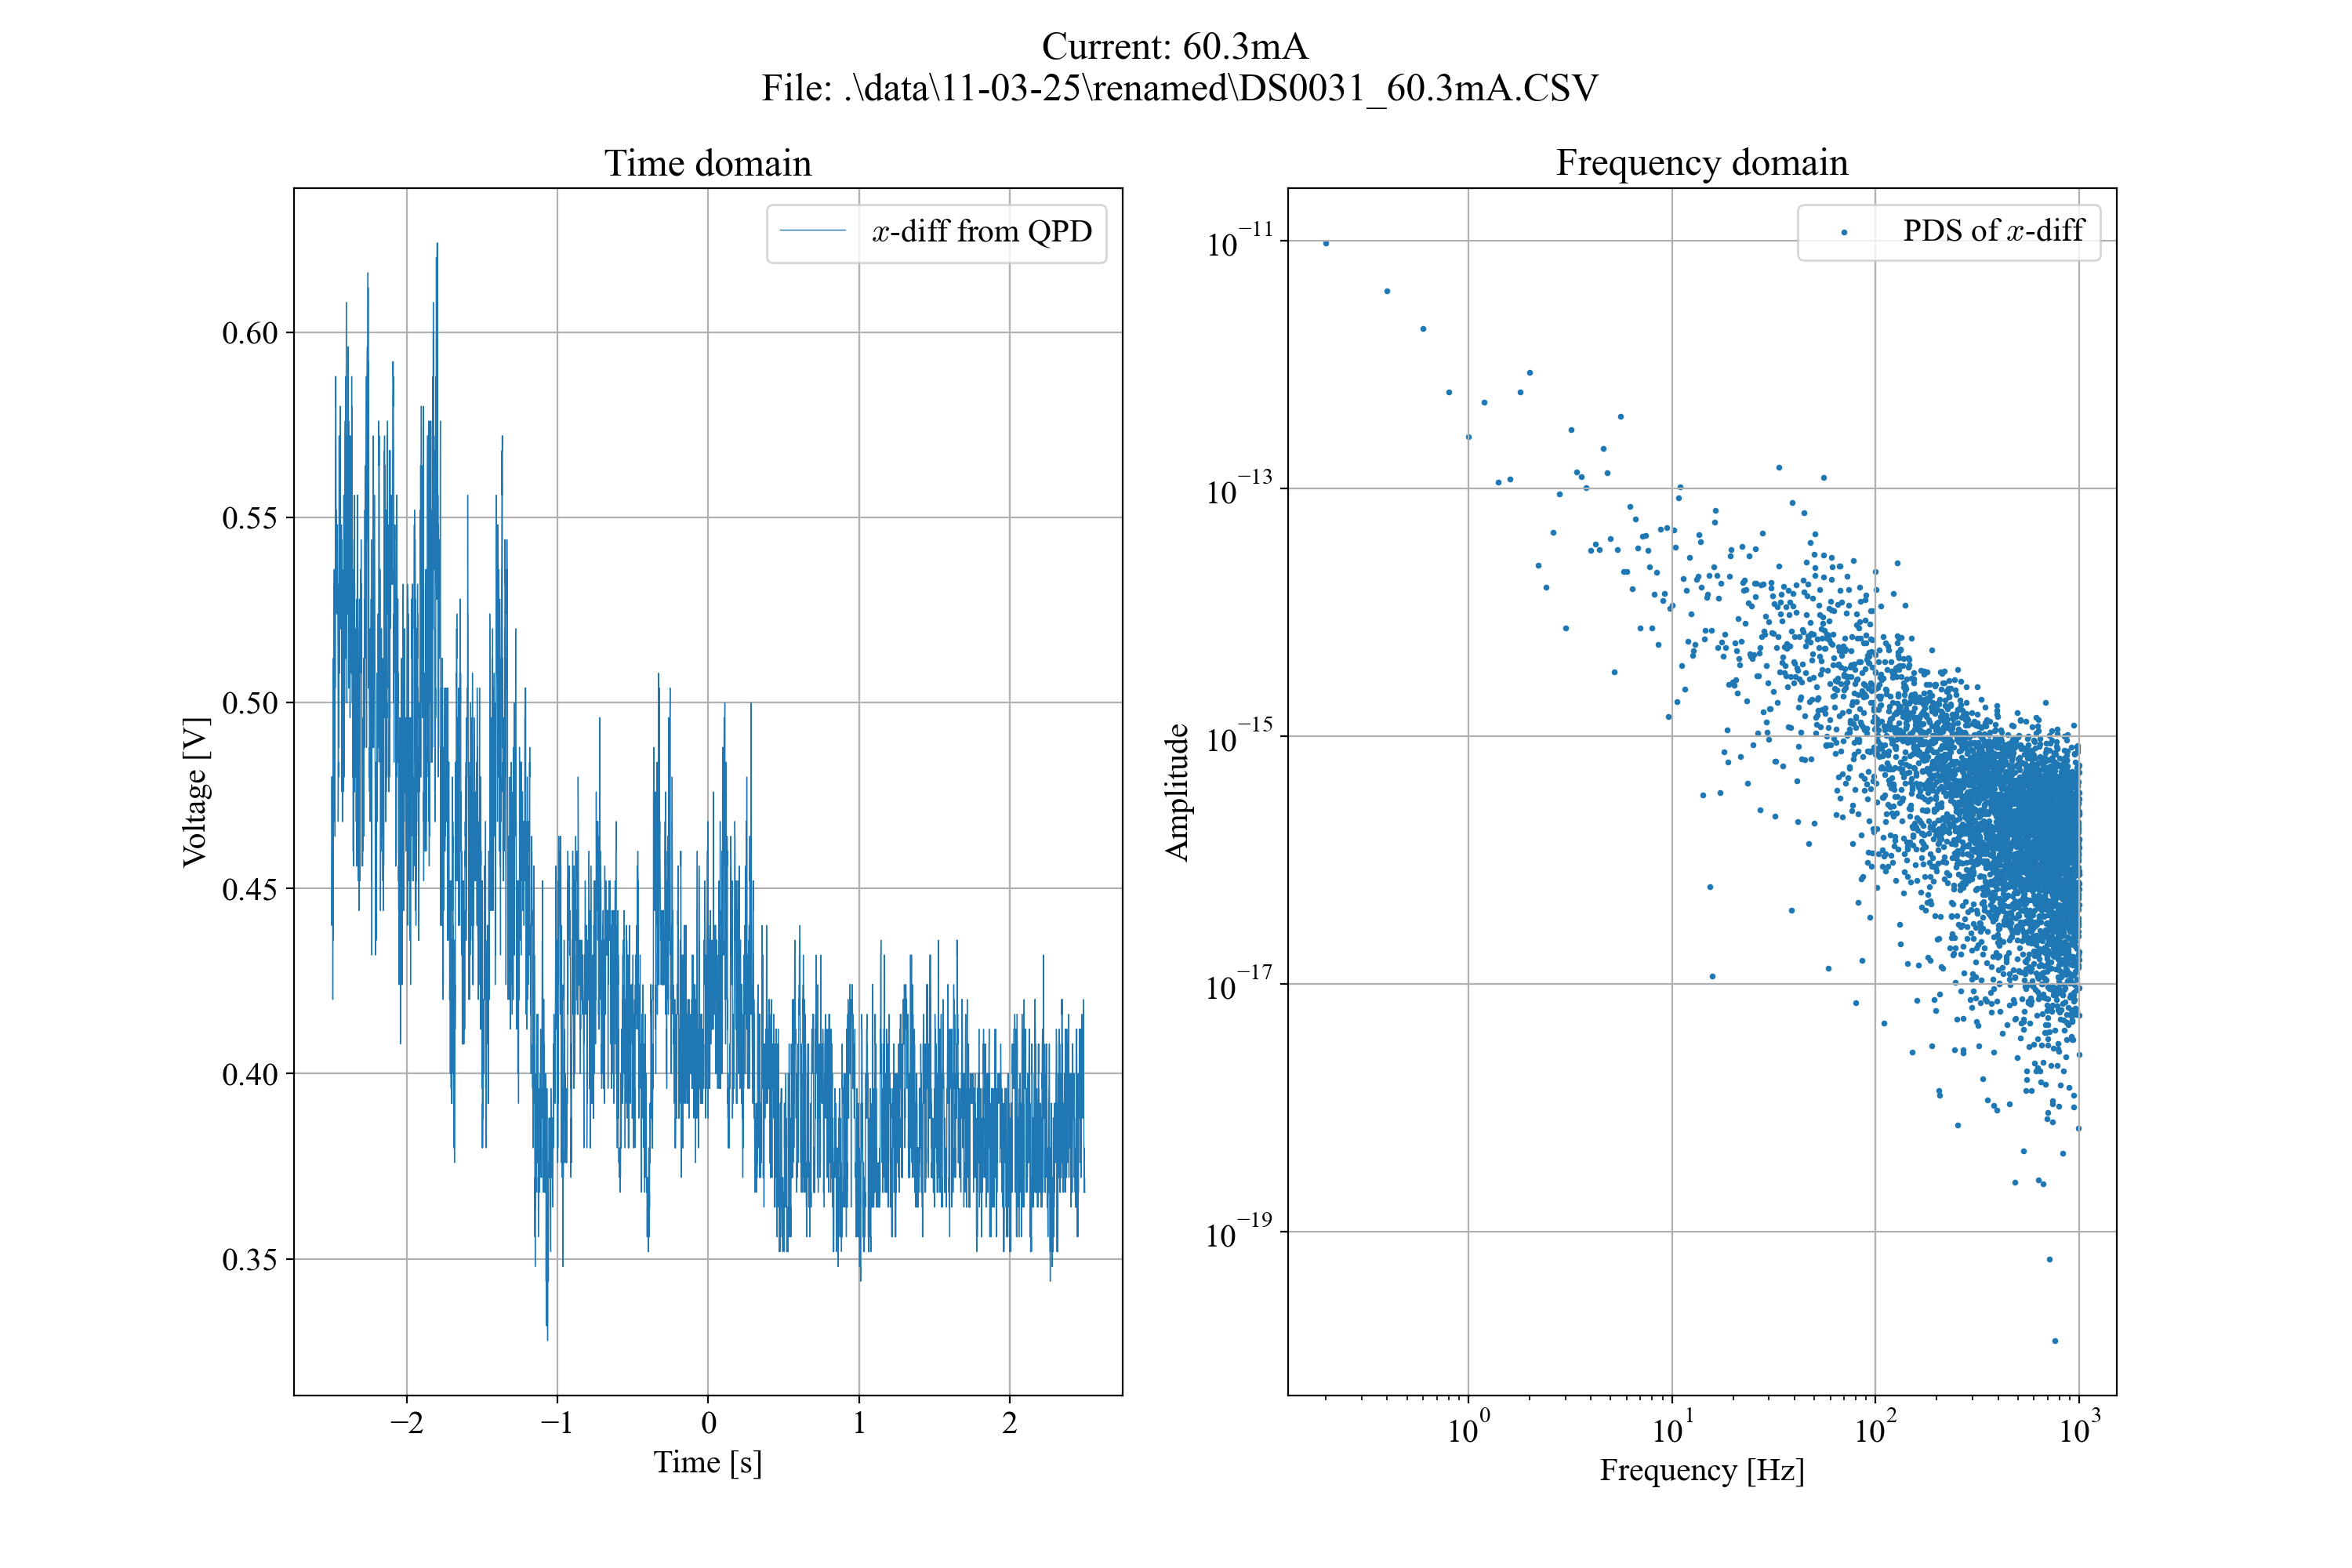 Current: 60.3mA
File: .\data\11-03-25\renamed\DS0031_60.3mA.CSV
Time domain
x-diff from QPD
0.60
0.55
0.50
0.45
0.40
0.35
Voltage [V]
−2 −1 0 1 2
Time [s]
Frequency domain
PDS of x-diff
10⁻¹¹
10⁻¹³
10⁻¹⁵
10⁻¹⁷
10⁻¹⁹
Amplitude
10⁰ 10¹ 10² 10³
Frequency [Hz]